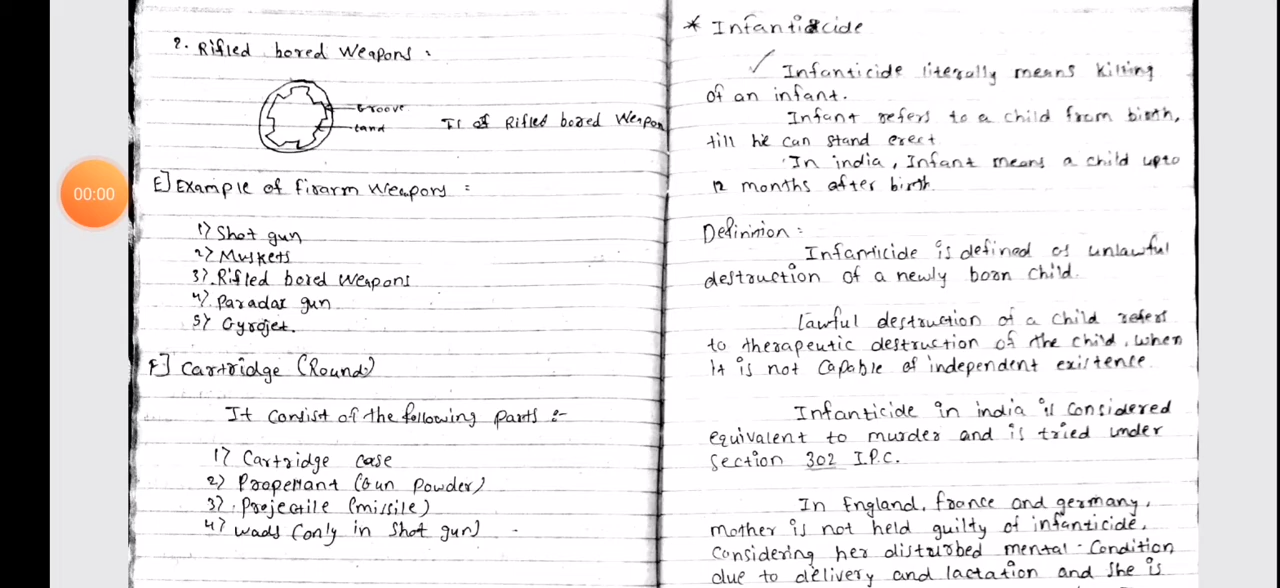 2. Rifled bored Weapons :
Groove
Land
TS of Rifled bored Weapon
E] Example of firarm Weapons :
1) Shot gun
2) Muskets
3) Rifled bored Weapons
4) Paradax gun
5) Gyrojet.
F] Cartridge (Round)
It consist of the following parts :-
1) Cartridge case
2) Propellant (Gun Powder)
3) Projectile (missile)
4) wads (only in shot gun)
00:00
* Infanticide
Infanticide literally means killing
of an infant.
Infant refers to a child from birth,
till he can stand erect
In india, Infant means a child upto
12 months after birth.
Definition :
Infanticide is defined as unlawful
destruction of a newly born child.
Lawful destruction of a child refers
to therapeutic destruction of the child, when
it is not capable of independent existence
Infanticide in india is considered
equivalent to murder and is tried under
Section 302 I.P.C.
In England, france and germany,
mother is not held guilty of infanticide,
Considering her disturbed mental Condition
due to delivery and lactation and she is